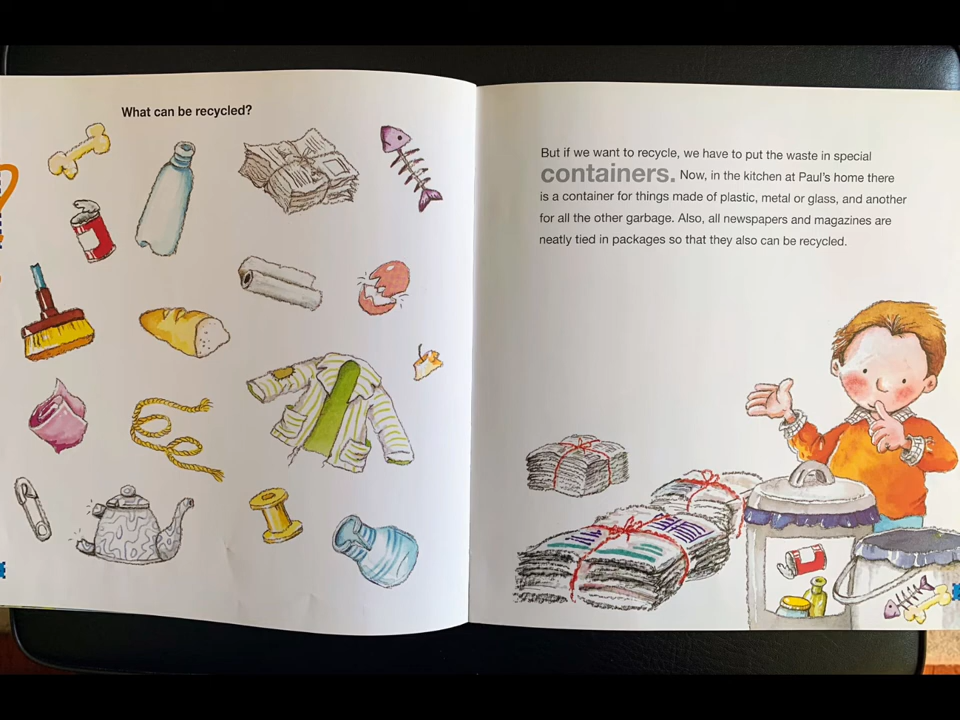 What can be recycled?
But if we want to recycle, we have to put the waste in special
containers. Now, in the kitchen at Paul's home there
is a container for things made of plastic, metal or glass, and another
for all the other garbage. Also, all newspapers and magazines are
neatly tied in packages so that they also can be recycled.